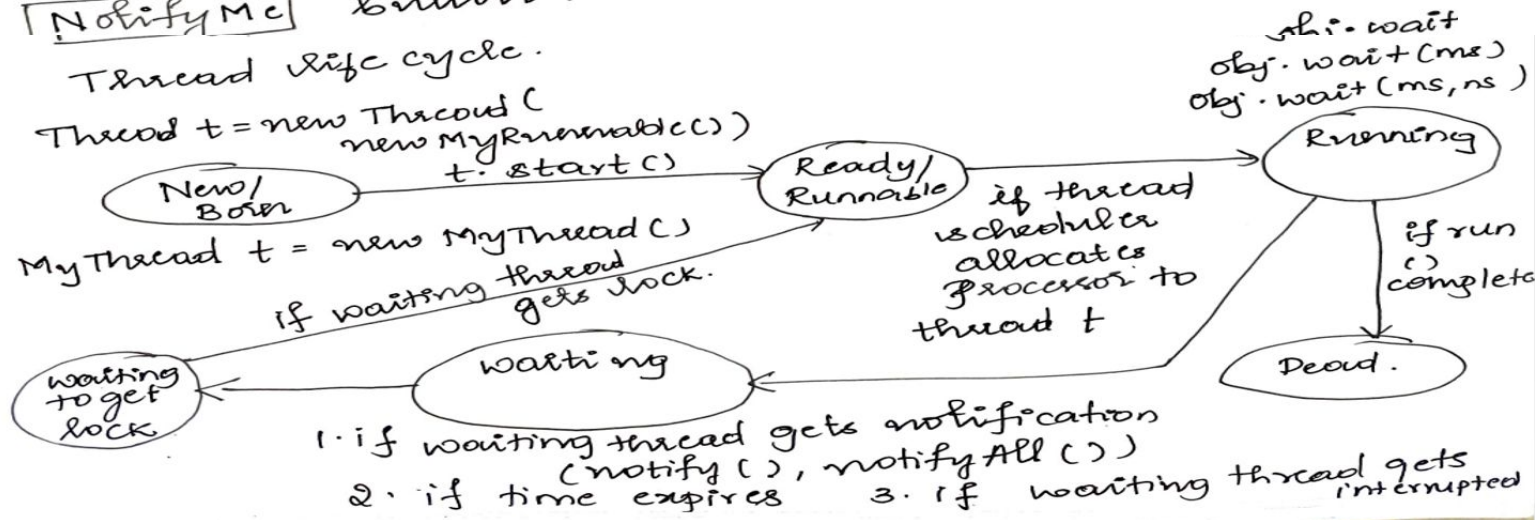 NotifyMe
Thread life cycle.
Thread t = new Thread (
new MyRunnable())
t. start ()
New/
Born
MyThread t = new MyThread ()
Ready/
Runnable
obj. wait
obj. wait (ms)
obj. wait (ms, ns)
Running
if thread
scheduler
allocates
processor to
thread t
if run
()
complete
Dead.
if waiting thread
gets lock.
waiting
waiting
to get
lock
1. if waiting thread gets notification
(notify (), notifyAll ())
2. if time expires 3. if waiting thread gets
interrupted